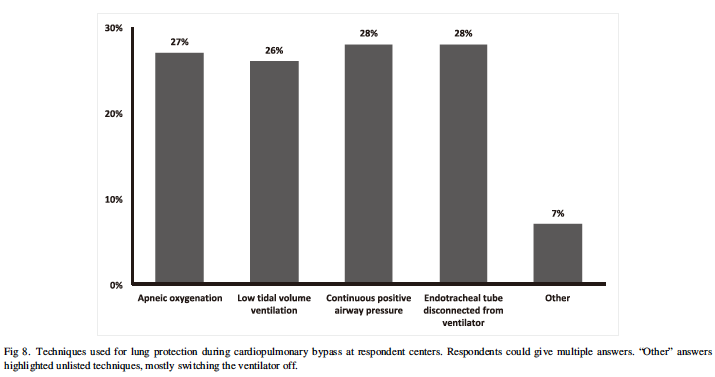 30%
20%
10%
0%
27%
26%
28%
28%
7%
Apneic oxygenation
Low tidal volume
ventilation
Continuous positive
airway pressure
Endotracheal tube
disconnected from
ventilator
Other
Fig 8. Techniques used for lung protection during cardiopulmonary bypass at respondent centers. Respondents could give multiple answers. “Other” answers
highlighted unlisted techniques, mostly switching the ventilator off.